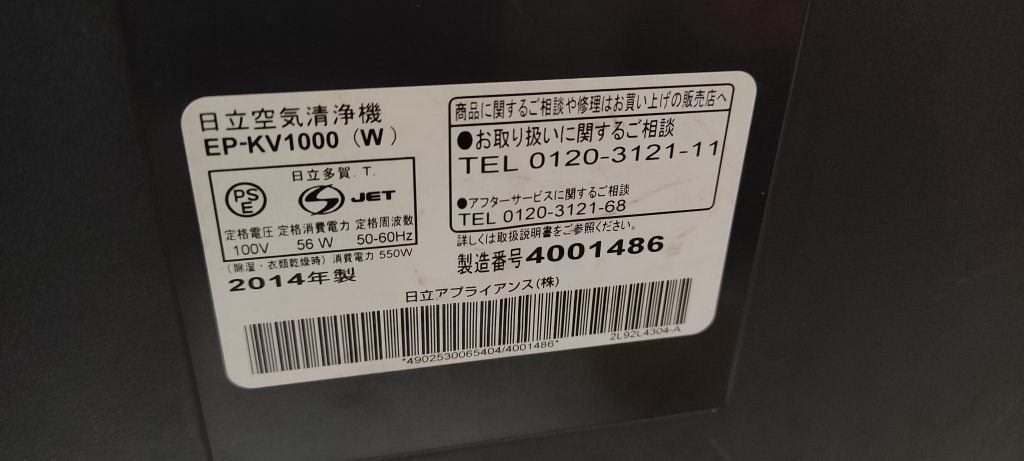 日立空気清浄機
EP-KV1000 (W)
日立多賀.T.
PS
E
JET
定格電圧 定格消費電力 定格周波数
100V 56W 50-60Hz
(除湿・衣類乾燥時) 消費電力 550W
2014年製
商品に関するご相談や修理はお買い上げの販売店へ
●お取り扱いに関するご相談
TEL 0120-3121-11
●アフターサービスに関するご相談
TEL 0120-3121-68
詳しくは取扱説明書をご参照ください。
製造番号4001486
日立アプライアンス(株)
*4902530065404/4001486*
2L92L4304-A